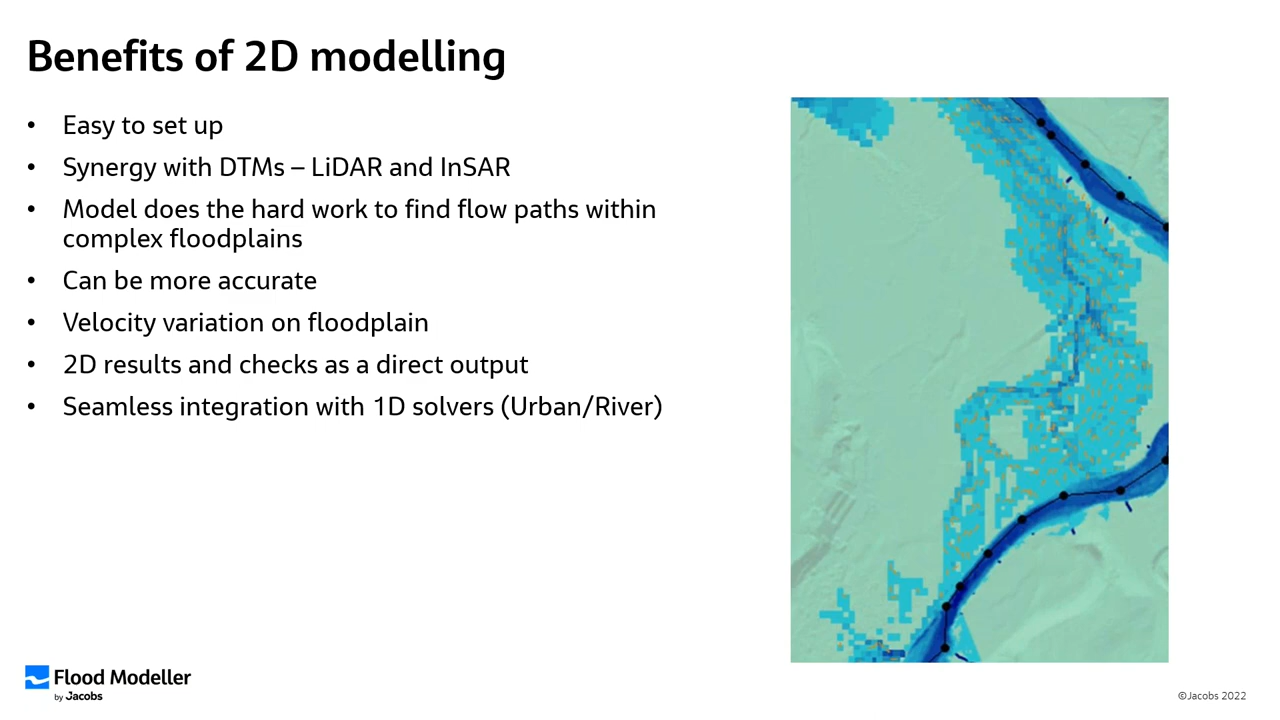 Benefits of 2D modelling
• Easy to set up
• Synergy with DTMs – LiDAR and InSAR
• Model does the hard work to find flow paths within
complex floodplains
• Can be more accurate
• Velocity variation on floodplain
• 2D results and checks as a direct output
• Seamless integration with 1D solvers (Urban/River)
Flood Modeller
by Jacobs
©Jacobs 2022